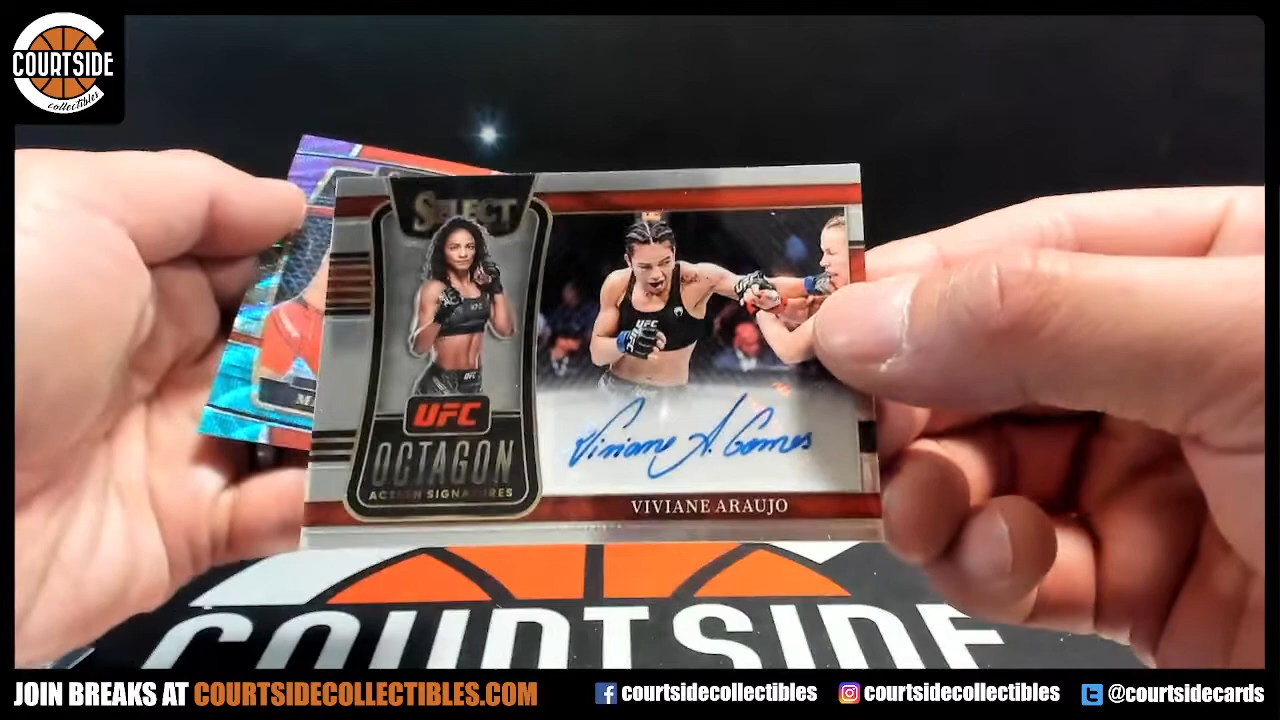 COURTSIDE
collectibles
SELECT
UFC
UFC
OCTAGON
ACTION SIGNATURES
Viviane A. Gomes
VIVIANE ARAUJO
COURTSIDE
JOIN BREAKS AT COURTSIDECOLLECTIBLES.COM
courtsidecollectibles
courtsidecollectibles
@courtsidecards